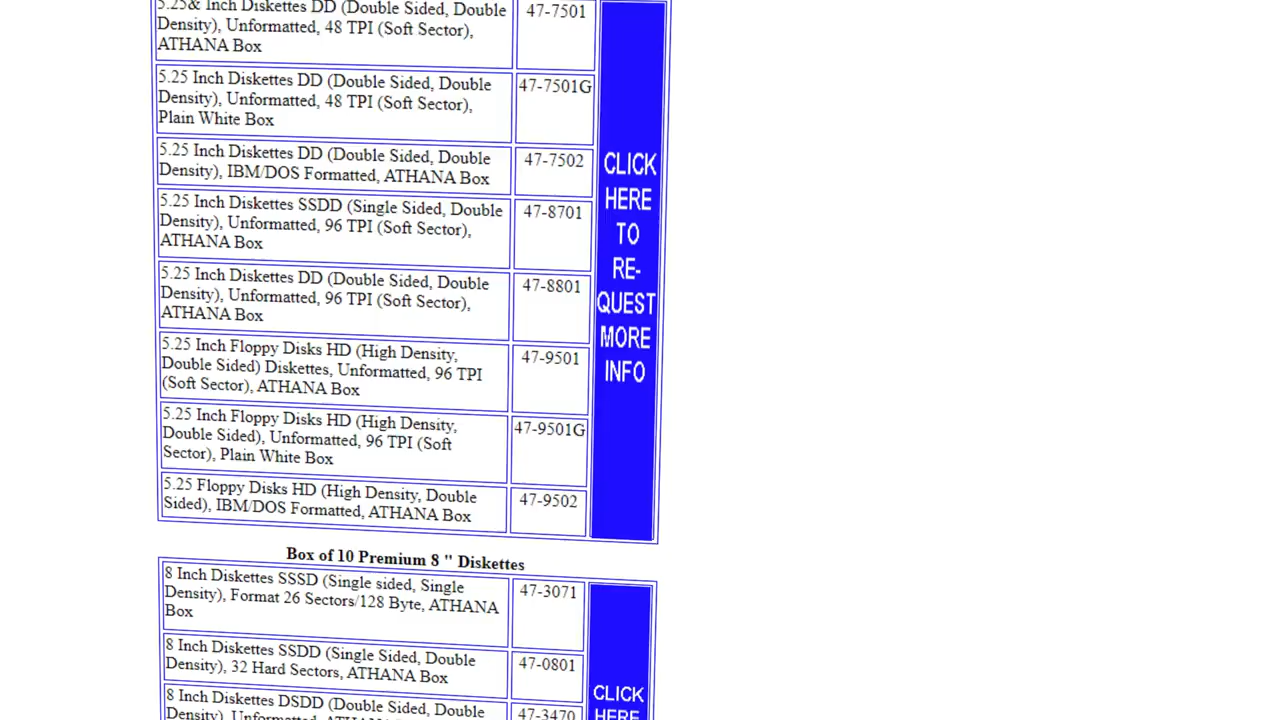 5.25& Inch Diskettes DD (Double Sided, Double
Density), Unformatted, 48 TPI (Soft Sector),
ATHANA Box
47-7501
5.25 Inch Diskettes DD (Double Sided, Double
Density), Unformatted, 48 TPI (Soft Sector),
Plain White Box
47-7501G
5.25 Inch Diskettes DD (Double Sided, Double
Density), IBM/DOS Formatted, ATHANA Box
47-7502
5.25 Inch Diskettes SSDD (Single Sided, Double
Density), Unformatted, 96 TPI (Soft Sector),
ATHANA Box
47-8701
5.25 Inch Diskettes DD (Double Sided, Double
Density), Unformatted, 96 TPI (Soft Sector),
ATHANA Box
47-8801
5.25 Inch Floppy Disks HD (High Density,
Double Sided) Diskettes, Unformatted, 96 TPI
(Soft Sector), ATHANA Box
47-9501
5.25 Inch Floppy Disks HD (High Density,
Double Sided), Unformatted, 96 TPI (Soft
Sector), Plain White Box
47-9501G
5.25 Floppy Disks HD (High Density, Double
Sided), IBM/DOS Formatted, ATHANA Box
47-9502
CLICK
HERE
TO
RE-
QUEST
MORE
INFO
Box of 10 Premium 8 " Diskettes
8 Inch Diskettes SSSD (Single sided, Single
Density), Format 26 Sectors/128 Byte, ATHANA
Box
47-3071
8 Inch Diskettes SSDD (Single Sided, Double
Density), 32 Hard Sectors, ATHANA Box
47-0801
8 Inch Diskettes DSDD (Double Sided, Double
Density), Unformatted, ATHANA Box
47-3470
CLICK
HERE